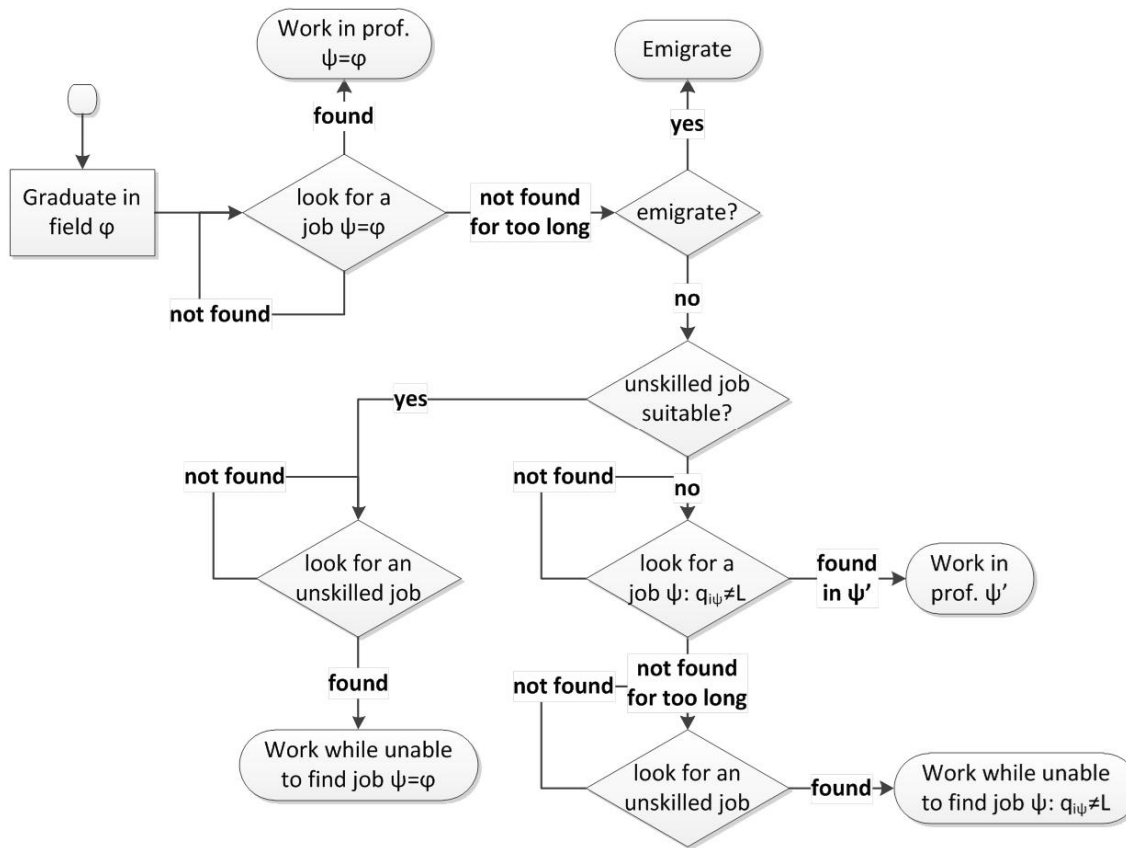 Work in prof.
ψ=φ
Emigrate
found
yes
Graduate in
field φ
look for a
job ψ=φ
not found
for too long
emigrate?
not found
no
unskilled job
suitable?
yes
not found
not found
no
look for an
unskilled job
look for a
job ψ: qiψ≠L
found
in ψ’
Work in
prof. ψ’
found
not found
for too long
not found
Work while unable
to find job ψ=φ
look for an
unskilled job
found
Work while unable
to find job ψ: qiψ≠L